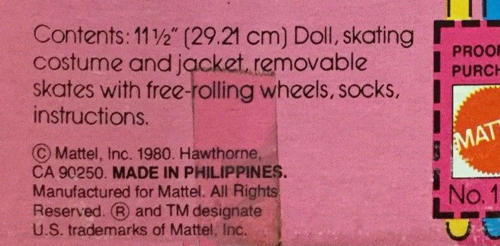 Contents: 11½" (29.21 cm) Doll, skating
costume and jacket, removable
skates with free-rolling wheels, socks,
instructions.
© Mattel, Inc. 1980. Hawthorne,
CA 90250. MADE IN PHILIPPINES.
Manufactured for Mattel. All Rights
Reserved. ® and TM designate
U.S. trademarks of Mattel, Inc.
PROOF
PURCH
MATT
No. 1